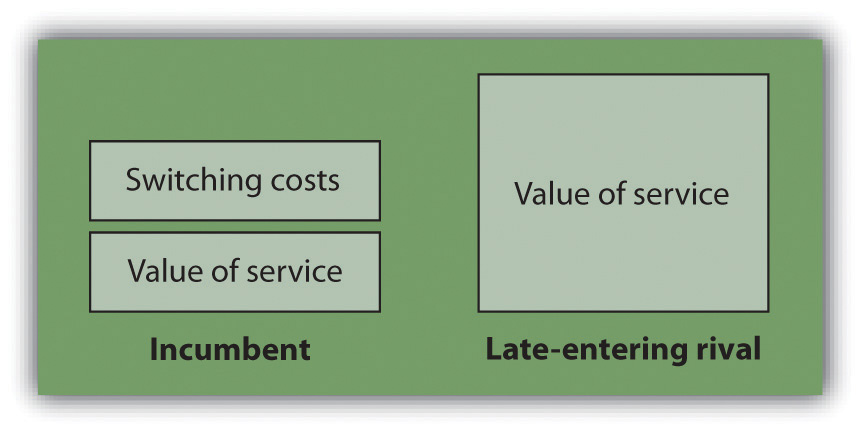 Switching costs
Value of service
Incumbent
Value of service
Late-entering rival